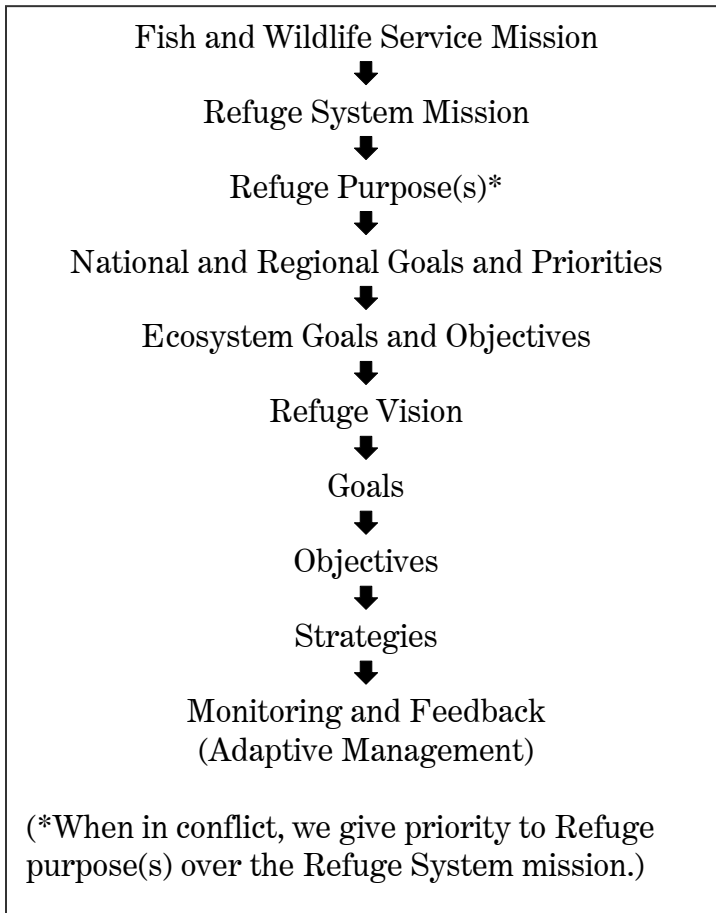 Fish and Wildlife Service Mission
Refuge System Mission
Refuge Purpose(s)*
National and Regional Goals and Priorities
Ecosystem Goals and Objectives
Refuge Vision
Goals
Objectives
Strategies
Monitoring and Feedback
(Adaptive Management)
(*When in conflict, we give priority to Refuge
purpose(s) over the Refuge System mission.)